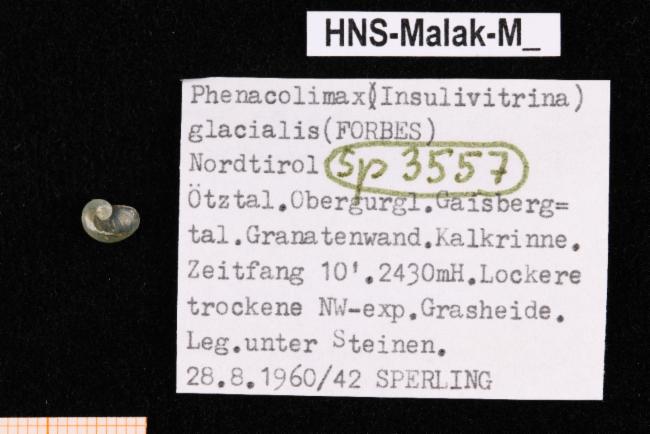 HNS-Malak-M_
Phenacolimax(Insulivitrina)
glacialis(FORBES)
Nordtirol Sp 3557
Ötztal.Obergurgl.Gaisberg=
tal.Granatenwand.Kalkrinne.
Zeitfang 10'.2430mH.Lockere
trockene NW-exp.Grasheide.
Leg.unter Steinen.
28.8.1960/42 SPERLING